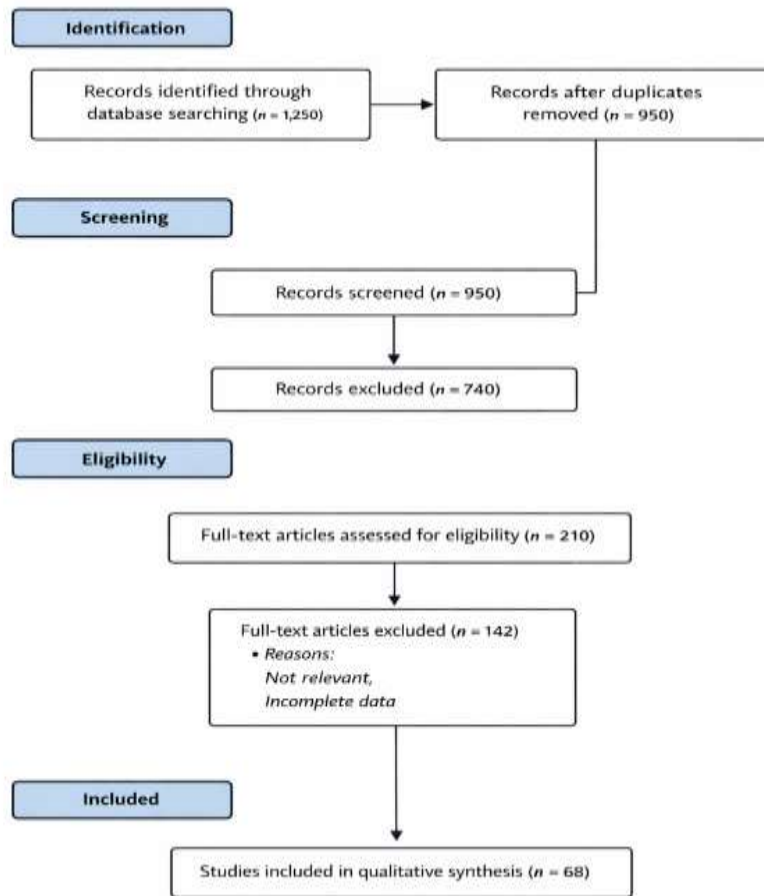 Identification
Records identified through
database searching (n = 1,250)
Records after duplicates
removed (n = 950)
Screening
Records screened (n = 950)
Records excluded (n = 740)
Eligibility
Full-text articles assessed for eligibility (n = 210)
Full-text articles excluded (n = 142)
• Reasons:
Not relevant,
Incomplete data
Included
Studies included in qualitative synthesis (n = 68)